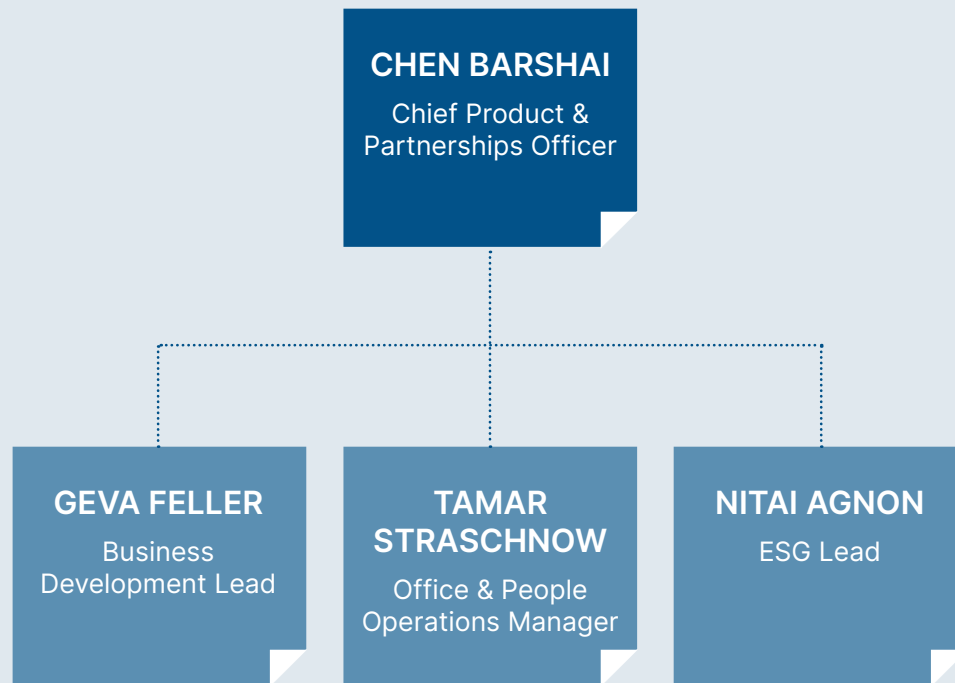 CHEN BARSHAI
Chief Product &
Partnerships Officer
GEVA FELLER
Business
Development Lead
TAMAR
STRASCHNOW
Office & People
Operations Manager
NITAI AGNON
ESG Lead